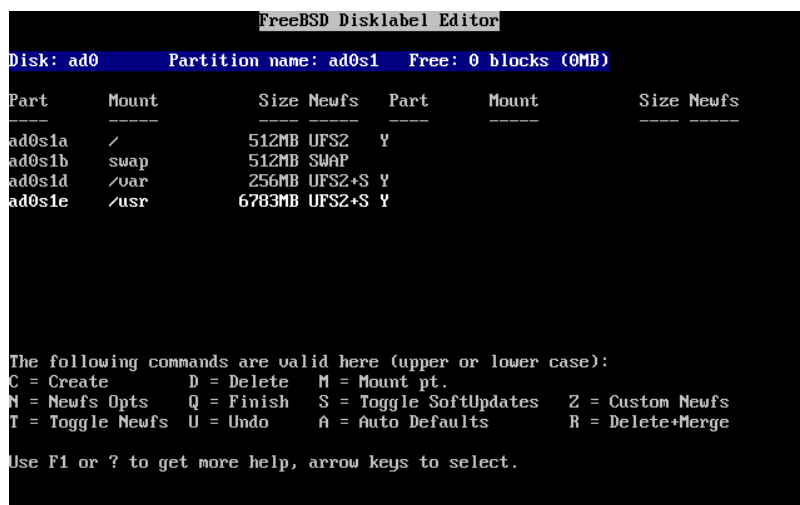 FreeBSD Disklabel Editor
Disk: ad0 Partition name: ad0s1 Free: 0 blocks (0MB)
Part Mount Size Newfs Part Mount Size Newfs
---- ----- ---- ----- ---- ----- ---- -----
ad0s1a / 512MB UFS2 Y
ad0s1b swap 512MB SWAP
ad0s1d /var 256MB UFS2+S Y
ad0s1e /usr 6783MB UFS2+S Y
The following commands are valid here (upper or lower case):
C = Create D = Delete M = Mount pt.
N = Newfs Opts Q = Finish S = Toggle SoftUpdates Z = Custom Newfs
T = Toggle Newfs U = Undo A = Auto Defaults R = Delete+Merge
Use F1 or ? to get more help, arrow keys to select.